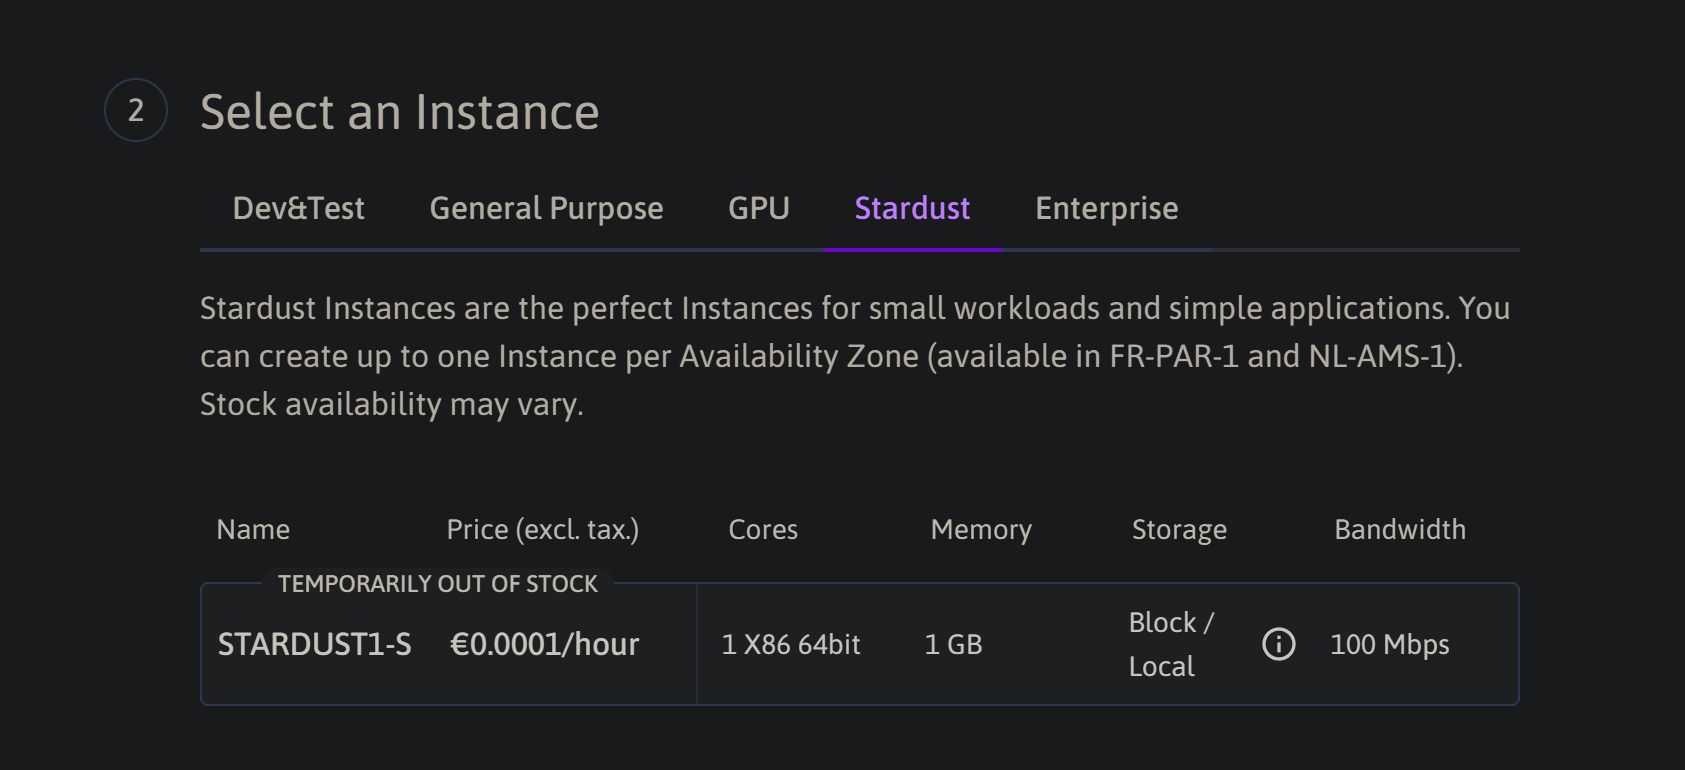 2
Select an Instance
Dev&Test General Purpose GPU Stardust Enterprise
Stardust Instances are the perfect Instances for small workloads and simple applications. You
can create up to one Instance per Availability Zone (available in FR-PAR-1 and NL-AMS-1).
Stock availability may vary.
Name Price (excl. tax.) Cores Memory Storage Bandwidth
TEMPORARILY OUT OF STOCK
STARDUST1-S €0.0001/hour 1 X86 64bit 1 GB Block / Local 100 Mbps